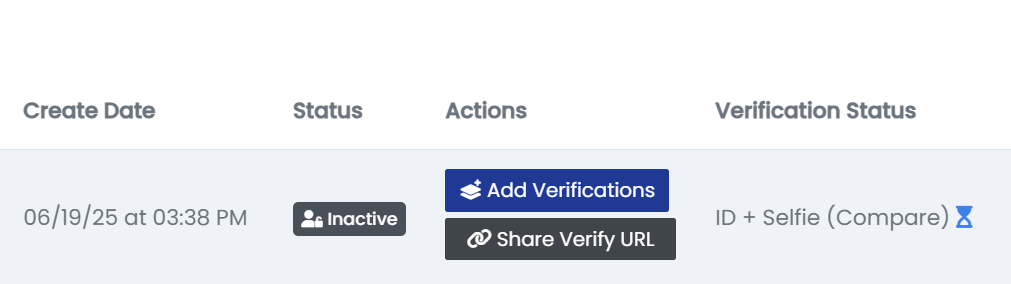 Create Date Status Actions Verification Status
06/19/25 at 03:38 PM Inactive Add Verifications ID + Selfie (Compare)
Share Verify URL